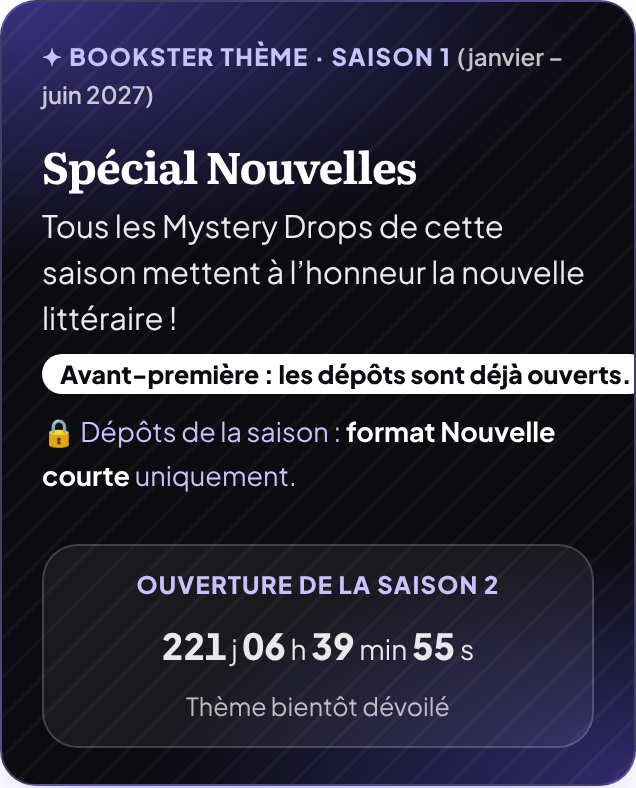 ✦ BOOKSTER THÈME · SAISON 1 (janvier –
juin 2027)
Spécial Nouvelles
Tous les Mystery Drops de cette
saison mettent à l’honneur la nouvelle
littéraire !
Avant-première : les dépôts sont déjà ouverts.
🔒 Dépôts de la saison : format Nouvelle
courte uniquement.
OUVERTURE DE LA SAISON 2
221 j 06 h 39 min 55 s
Thème bientôt dévoilé